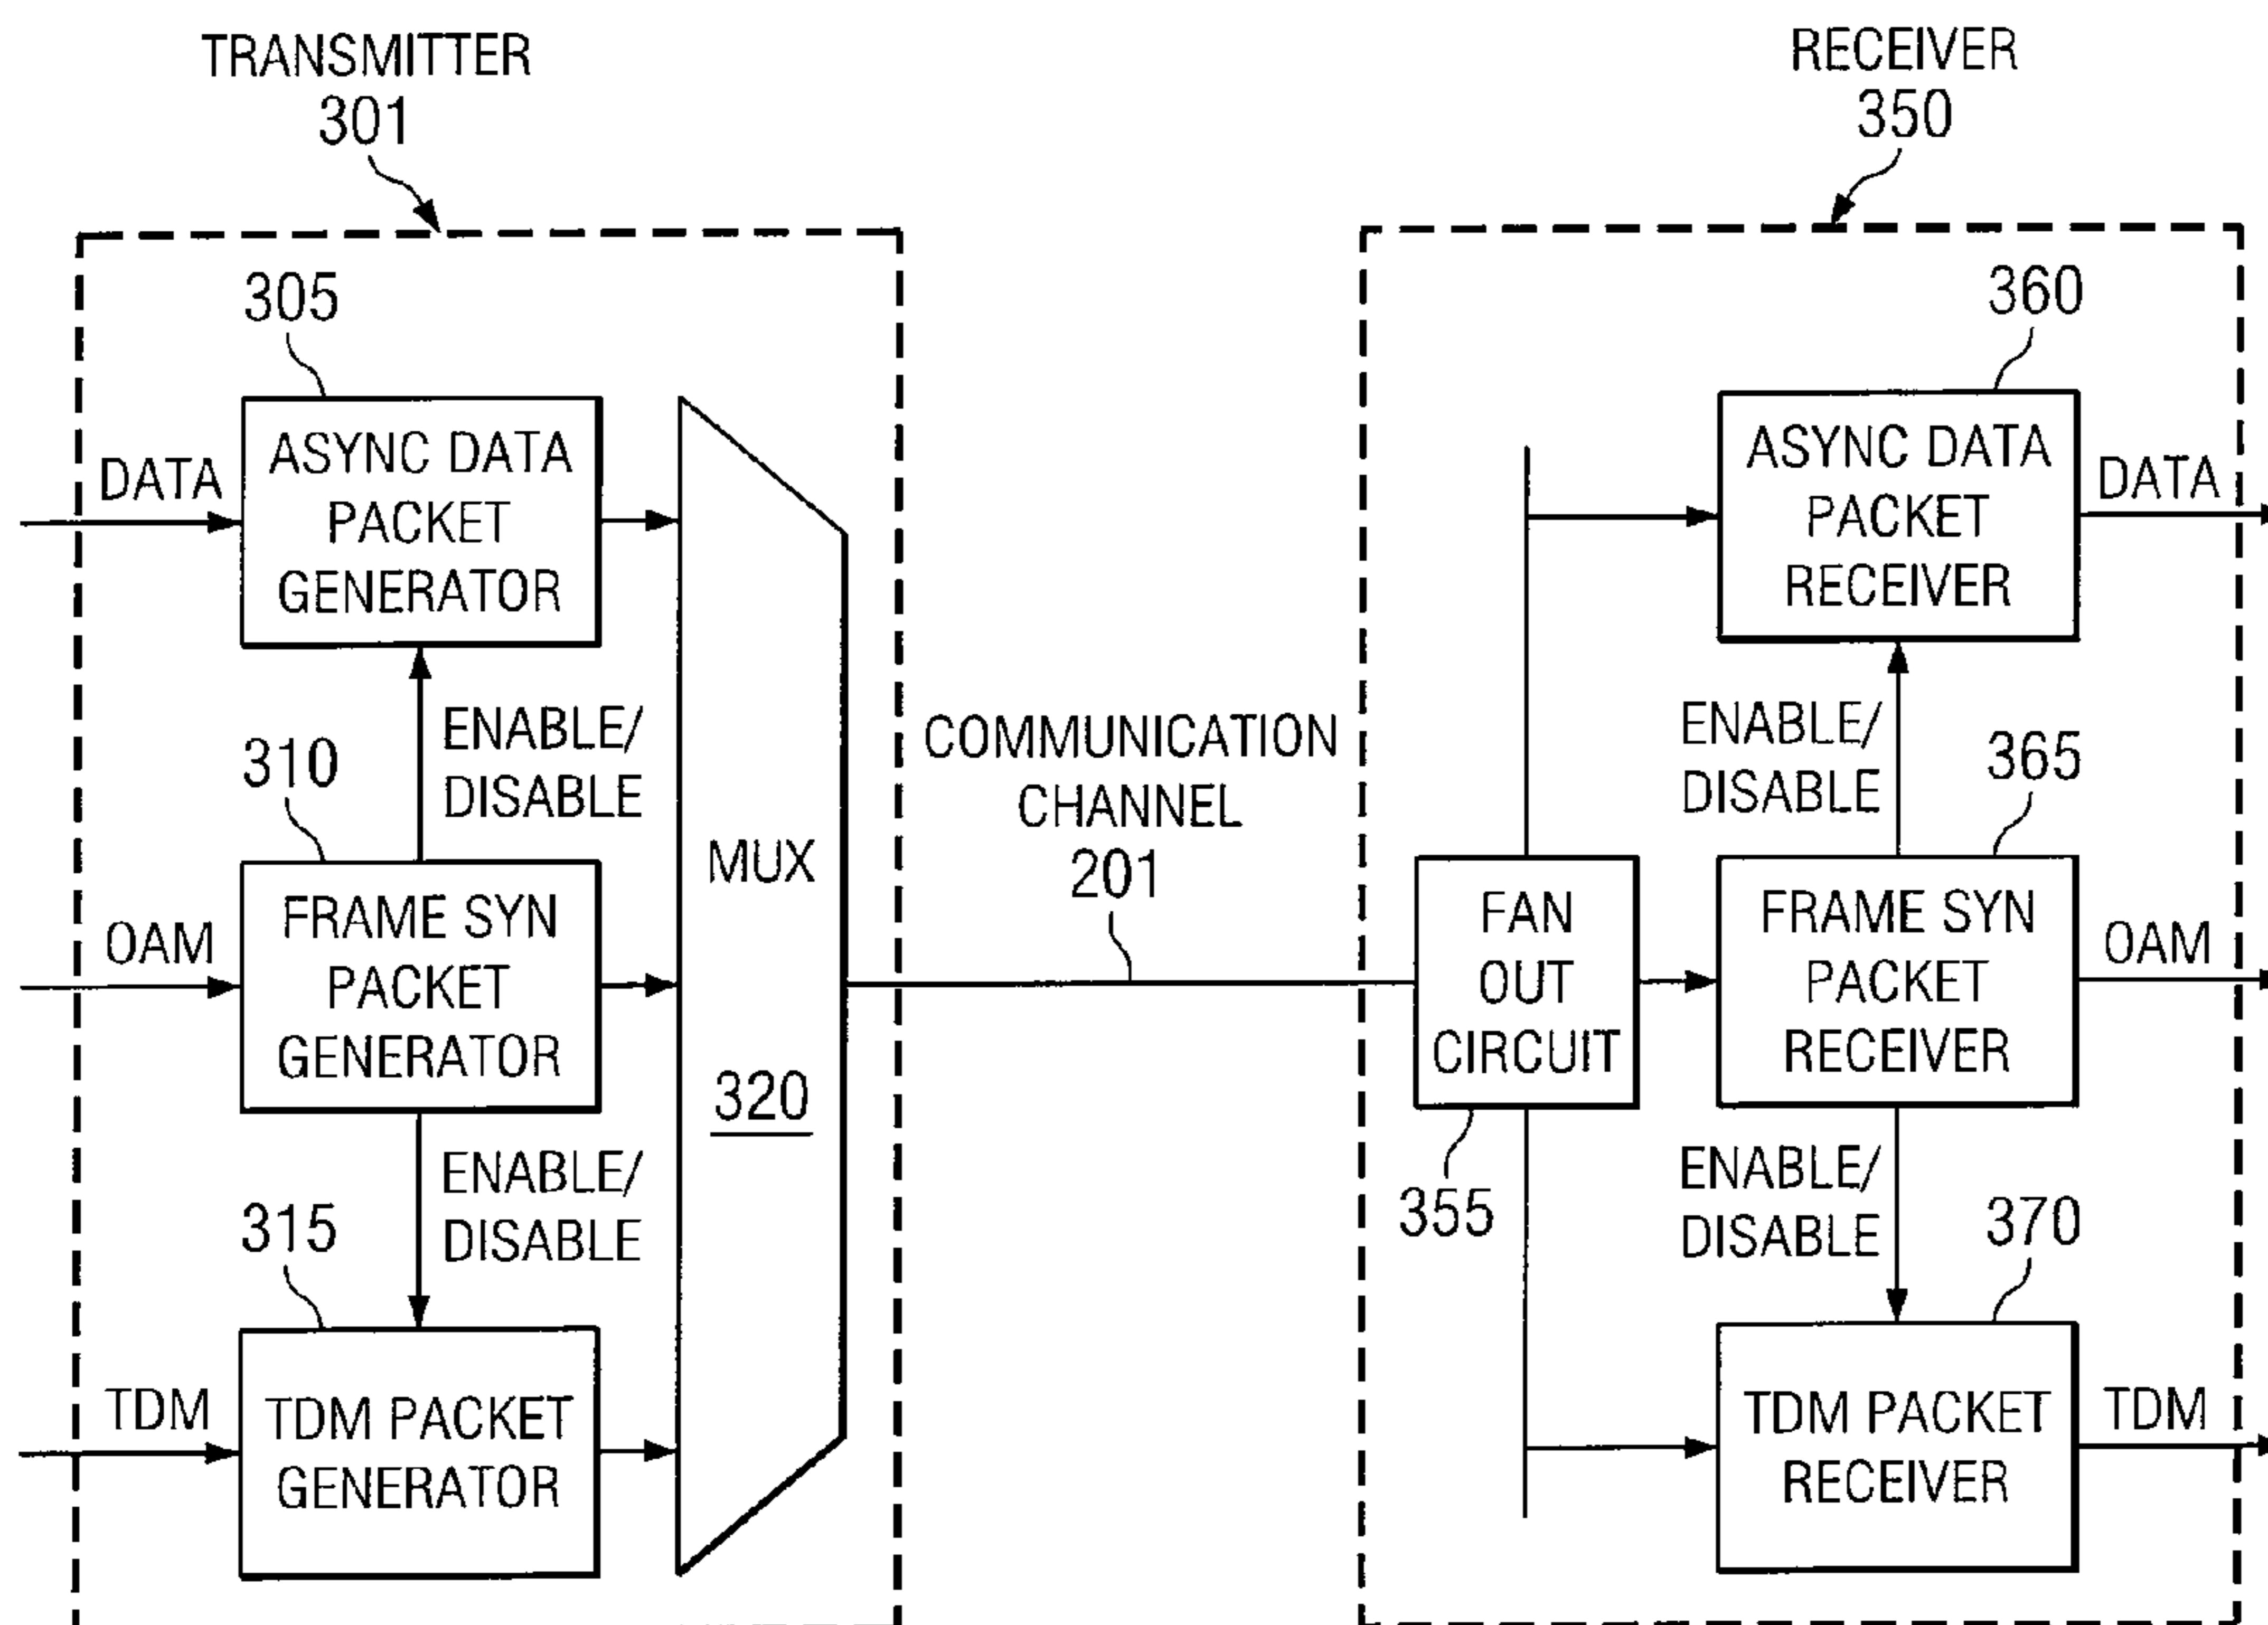 TRANSMITTER
301
RECEIVER
350
305
DATA
ASYNC DATA
PACKET
GENERATOR
ENABLE/
DISABLE
310
OAM
FRAME SYN
PACKET
GENERATOR
ENABLE/
DISABLE
315
TDM
TDM PACKET
GENERATOR
MUX
320
COMMUNICATION
CHANNEL
201
FAN
OUT
CIRCUIT
355
360
ASYNC DATA
PACKET
RECEIVER
DATA
ENABLE/
DISABLE
365
FRAME SYN
PACKET
RECEIVER
OAM
ENABLE/
DISABLE
370
TDM PACKET
RECEIVER
TDM